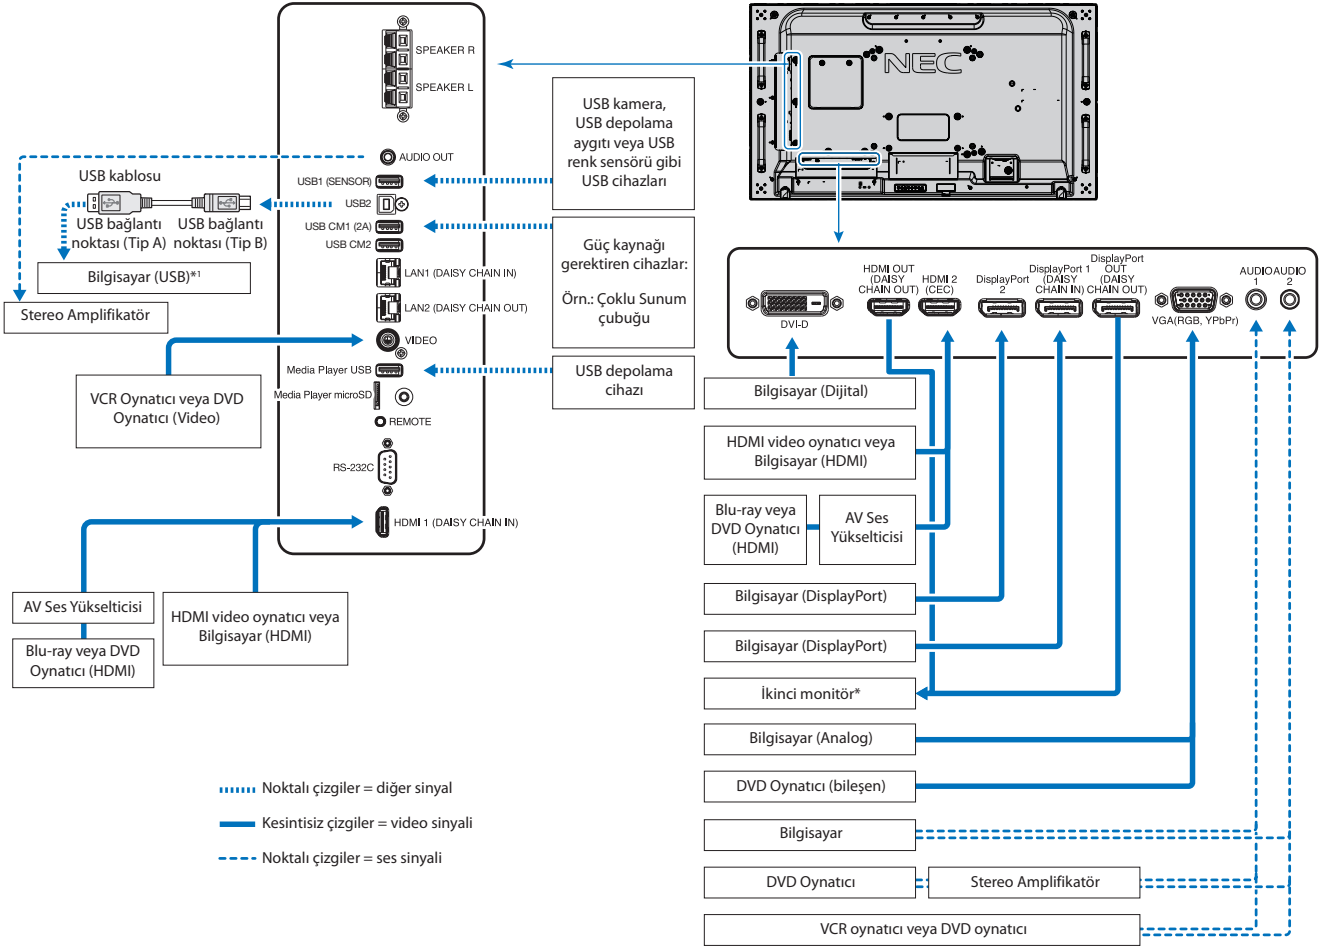 SPEAKER R
SPEAKER L
AUDIO OUT
USB kablosu
USB1 (SENSOR)
USB2
USB bağlantı
noktası (Tip A)
USB bağlantı
noktası (Tip B)
USB CM1 (2A)
USB CM2
Bilgisayar (USB)*1
LAN1 (DAISY CHAIN IN)
LAN2 (DAISY CHAIN OUT)
Stereo Amplifikatör
VIDEO
Media Player USB
Media Player microSD
REMOTE
VCR Oynatıcı veya DVD
Oynatıcı (Video)
RS-232C
HDMI 1 (DAISY CHAIN IN)
AV Ses Yükselticisi
Blu-ray veya DVD
Oynatıcı (HDMI)
HDMI video oynatıcı veya
Bilgisayar (HDMI)
USB kamera,
USB depolama
aygıtı veya USB
renk sensörü gibi
USB cihazları
Güç kaynağı
gerektiren cihazlar:
Örn.: Çoklu Sunum
çubuğu
USB depolama
cihazı
NEC
DVI-D
HDMI OUT
(DAISY
CHAIN OUT)
HDMI 2
(CEC)
DisplayPort
2
DisplayPort 1
(DAISY
CHAIN IN)
DisplayPort
OUT
(DAISY
CHAIN OUT)
VGA(RGB, YPbPr)
AUDIO
1
AUDIO
2
Bilgisayar (Dijital)
HDMI video oynatıcı veya
Bilgisayar (HDMI)
Blu-ray veya
DVD Oynatıcı
(HDMI)
AV Ses
Yükselticisi
Bilgisayar (DisplayPort)
Bilgisayar (DisplayPort)
İkinci monitör*
Bilgisayar (Analog)
DVD Oynatıcı (bileşen)
Bilgisayar
DVD Oynatıcı
Stereo Amplifikatör
VCR oynatıcı veya DVD oynatıcı
Noktalı çizgiler = diğer sinyal
Kesintisiz çizgiler = video sinyali
Noktalı çizgiler = ses sinyali